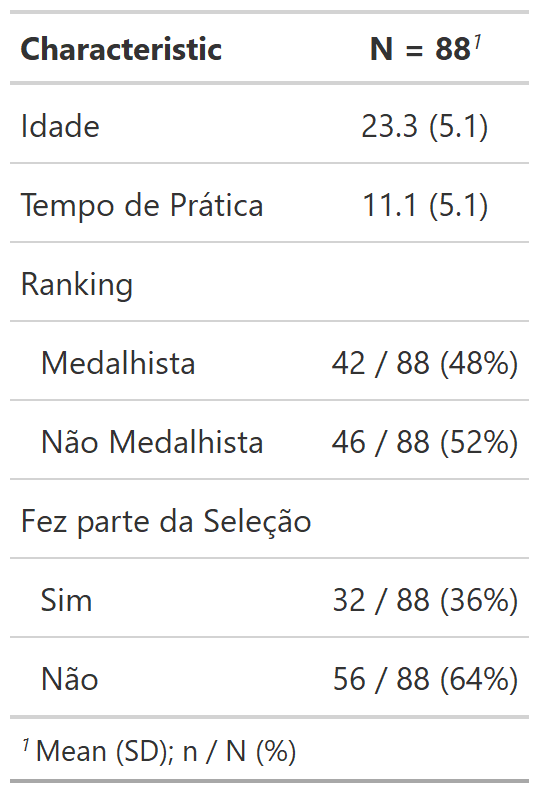 Characteristic N = 88¹
Idade 23.3 (5.1)
Tempo de Prática 11.1 (5.1)
Ranking
Medalhista 42 / 88 (48%)
Não Medalhista 46 / 88 (52%)
Fez parte da Seleção
Sim 32 / 88 (36%)
Não 56 / 88 (64%)
¹ Mean (SD); n / N (%)